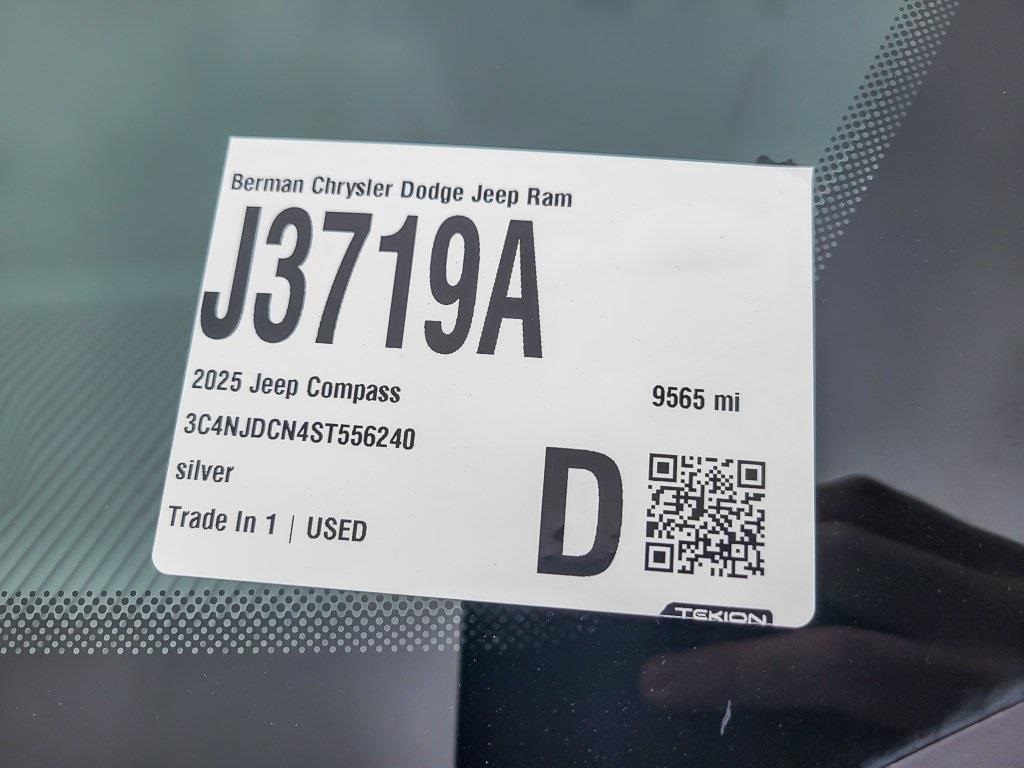 Berman Chrysler Dodge Jeep Ram
J3719A
2025 Jeep Compass
9565 mi
3C4NJDCN4ST556240
silver
D
Trade In 1 | USED
TEKION